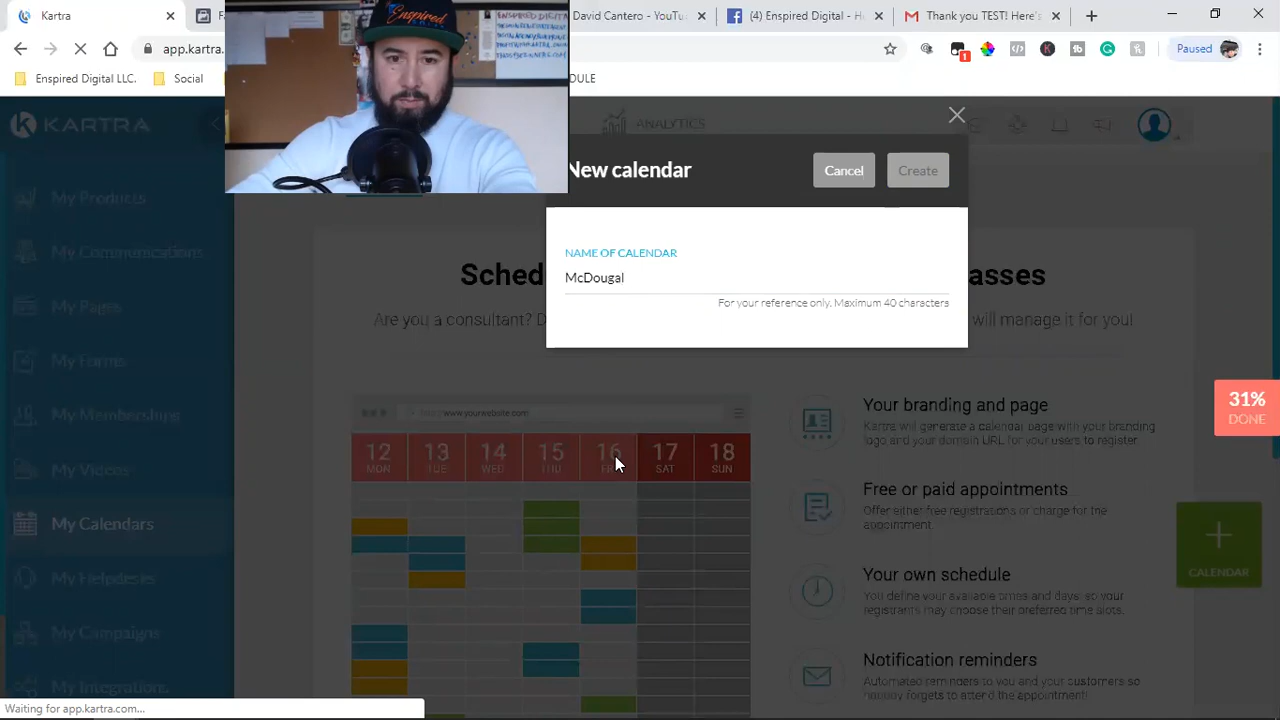 Kartra
David Cantero - YouTu
(4) Enspired Digital - n
Thank you TEST! Here's
app.kartra.
Paused
Enspired Digital LLC.
Social
DULE
Enspired
KARTRA
ANALYTICS
New calendar
Cancel
Create
NAME OF CALENDAR
McDougal
For your reference only. Maximum 40 characters
My Products
My Communications
My Pages
My Forms
My Memberships
My Videos
My Calendars
My Helpdesks
My Campaigns
My Integrations
Sched
asses
Are you a consultant? D
will manage it for you!
http://www.yourwebsite.com
12 13 14 15 16 17 18
MON TUE WED THU FRI SAT SUN
Your branding and page
Kartra will generate a calendar page with your branding
logo and your domain URL for your users to register.
Free or paid appointments
Offer either free registrations or charge for the
appointment.
Your own schedule
You define your available times and days, so your
registrants may choose their preferred time slots.
Notification reminders
Automated reminders to you and your customers so
nobody forgets to attend the appointment!
31%
DONE
+
CALENDAR
Waiting for app.kartra.com...